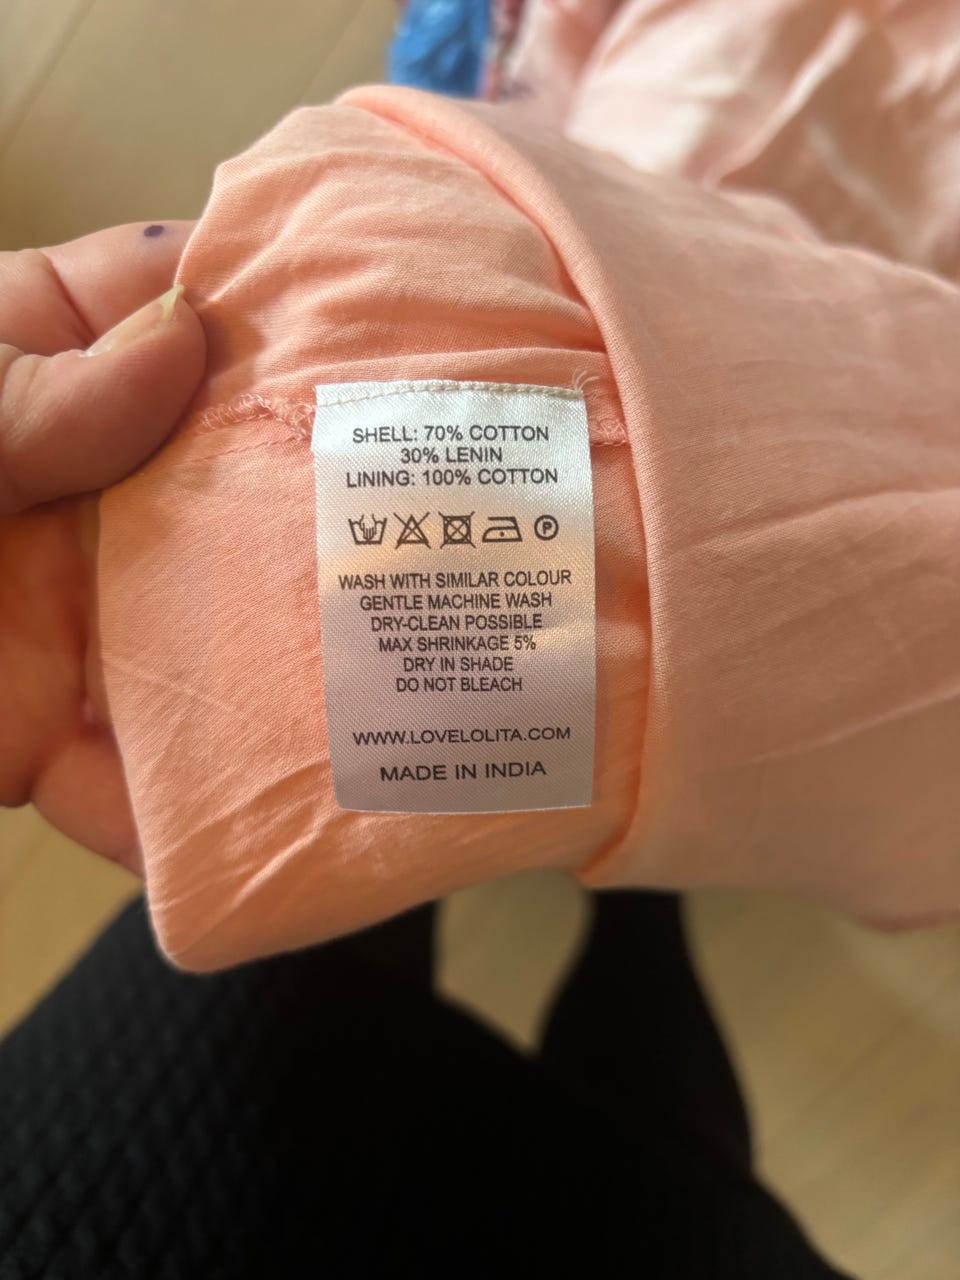 SHELL: 70% COTTON
30% LENIN
LINING: 100% COTTON
P
WASH WITH SIMILAR COLOUR
GENTLE MACHINE WASH
DRY-CLEAN POSSIBLE
MAX SHRINKAGE 5%
DRY IN SHADE
DO NOT BLEACH
WWW.LOVELOLITA.COM
MADE IN INDIA